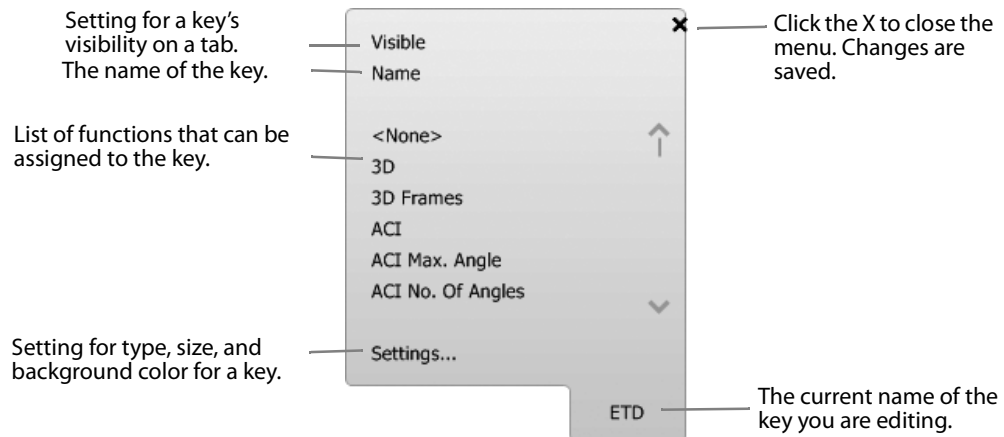 Setting for a key's
visibility on a tab.
The name of the key.
List of functions that can be
assigned to the key.
Setting for type, size, and
background color for a key.
Visible
Name
<None>
3D
3D Frames
ACI
ACI Max. Angle
ACI No. Of Angles
Settings...
ETD
Click the X to close the
menu. Changes are
saved.
The current name of the
key you are editing.